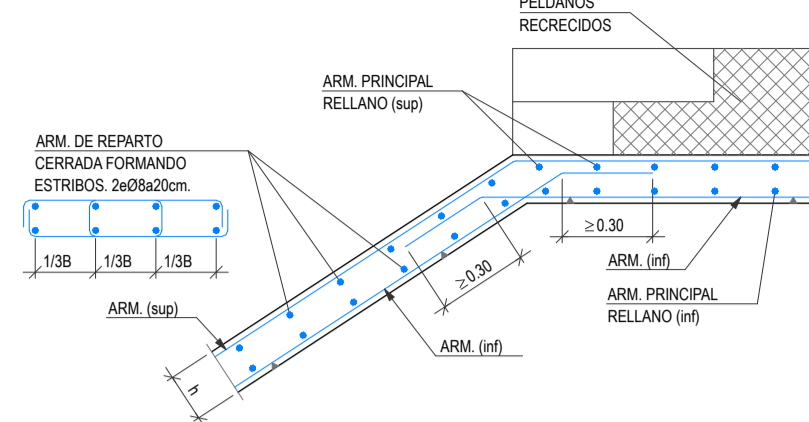 PELDAÑOS
RECRECIDOS
ARM. PRINCIPAL
RELLANO (sup)
ARM. DE REPARTO
CERRADA FORMANDO
ESTRIBOS. 2eØ8a20cm.
1/3B
1/3B
1/3B
ARM. (sup)
h
≥0.30
≥0.30
ARM. (inf)
ARM. (inf)
ARM. PRINCIPAL
RELLANO (inf)